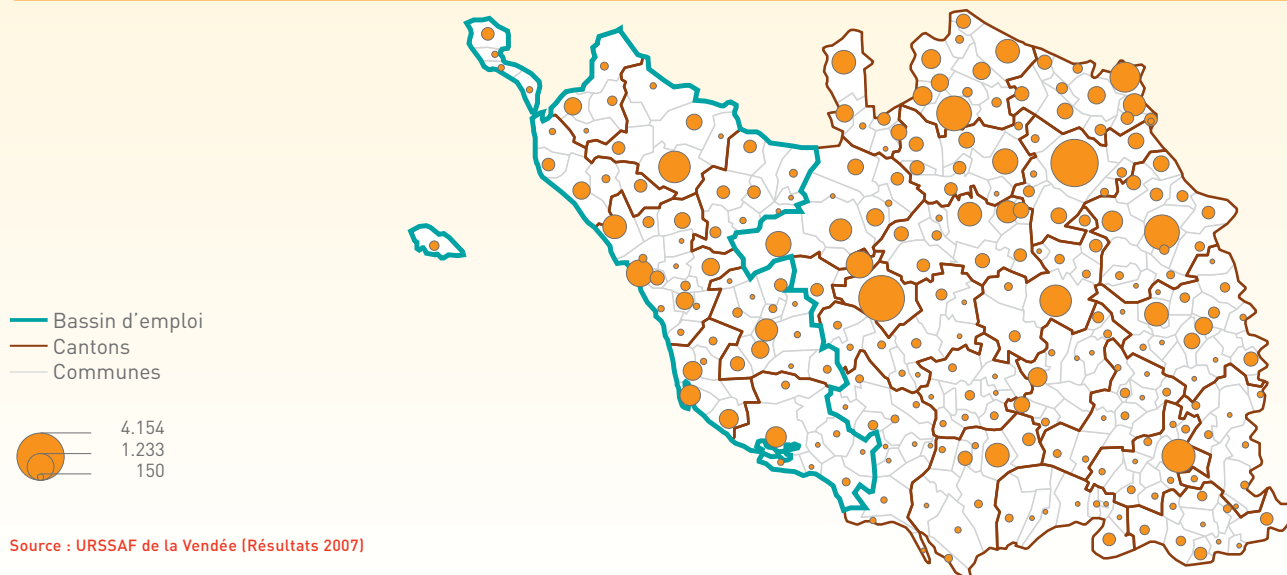 Bassin d'emploi
Cantons
Communes
4.154
1.233
150
Source : URSSAF de la Vendée (Résultats 2007)